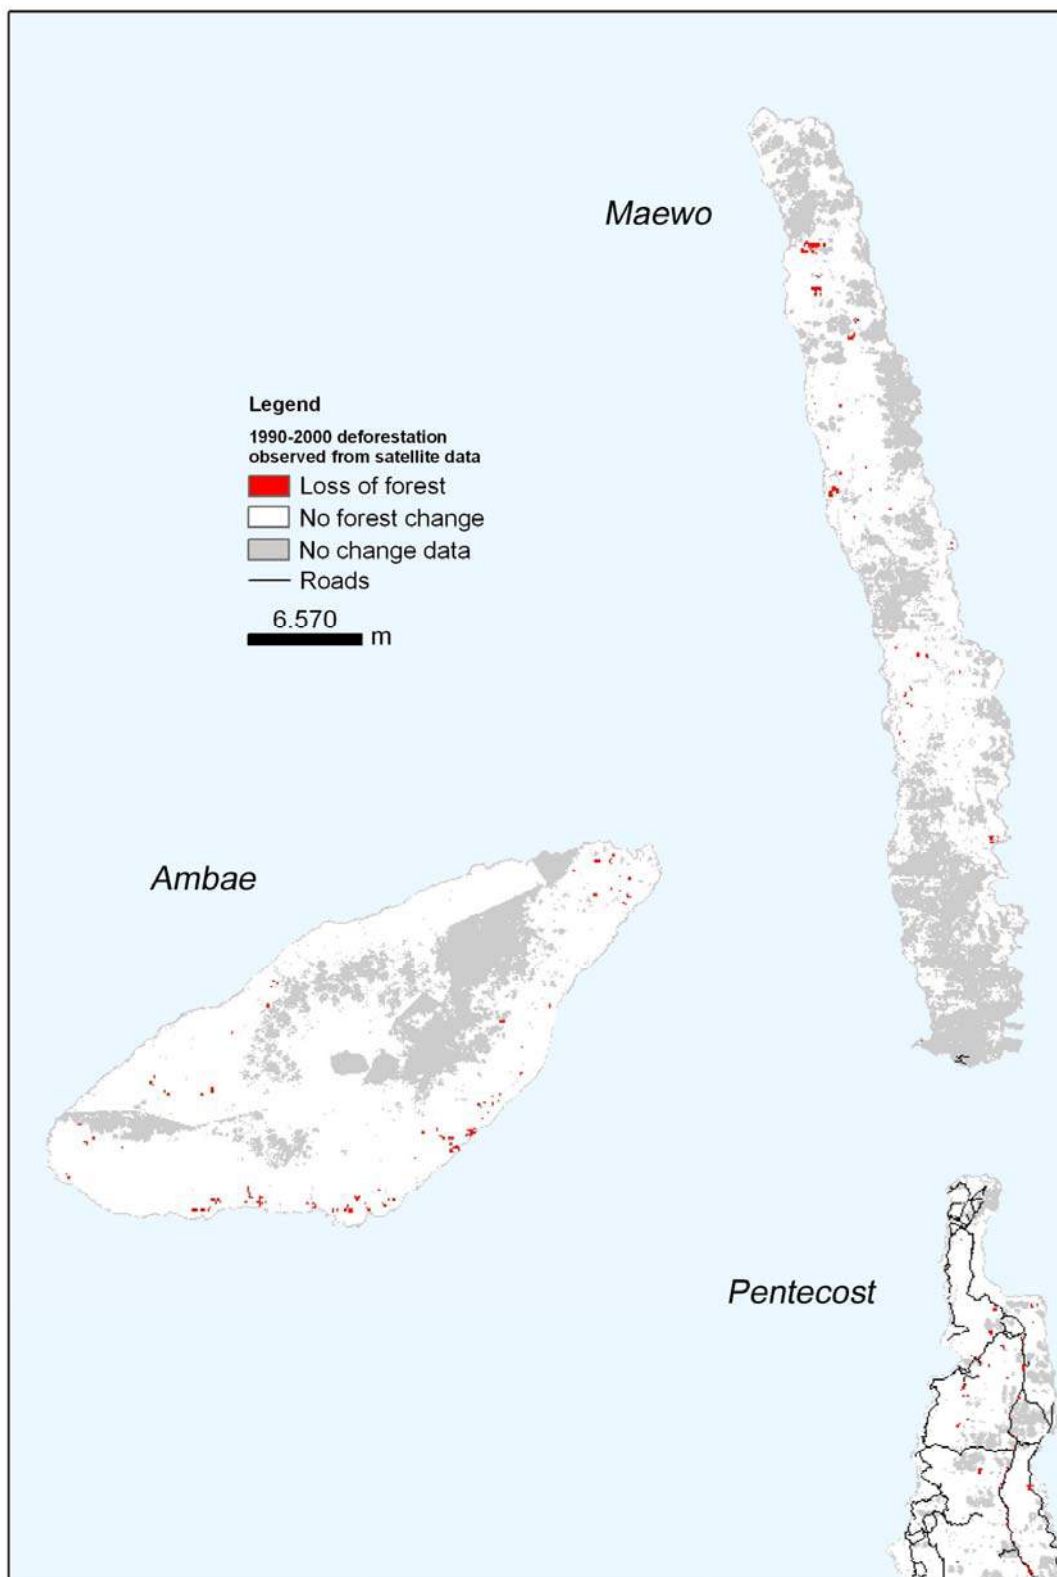 Maewo
Legend
1990-2000 deforestation
observed from satellite data
Loss of forest
No forest change
No change data
Roads
6.570
m
Ambae
Pentecost